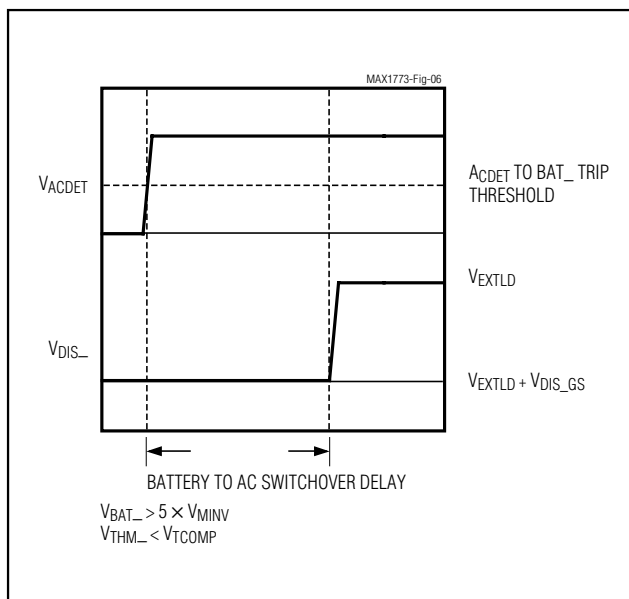 MAX1773-Fig-06
VACDET
ACDET TO BAT_ TRIP
THRESHOLD
VEXTLD
VDIS_
VEXTLD + VDIS_GS
BATTERY TO AC SWITCHOVER DELAY
VBAT_ > 5 × VMINV
VTHM_ < VTCOMP